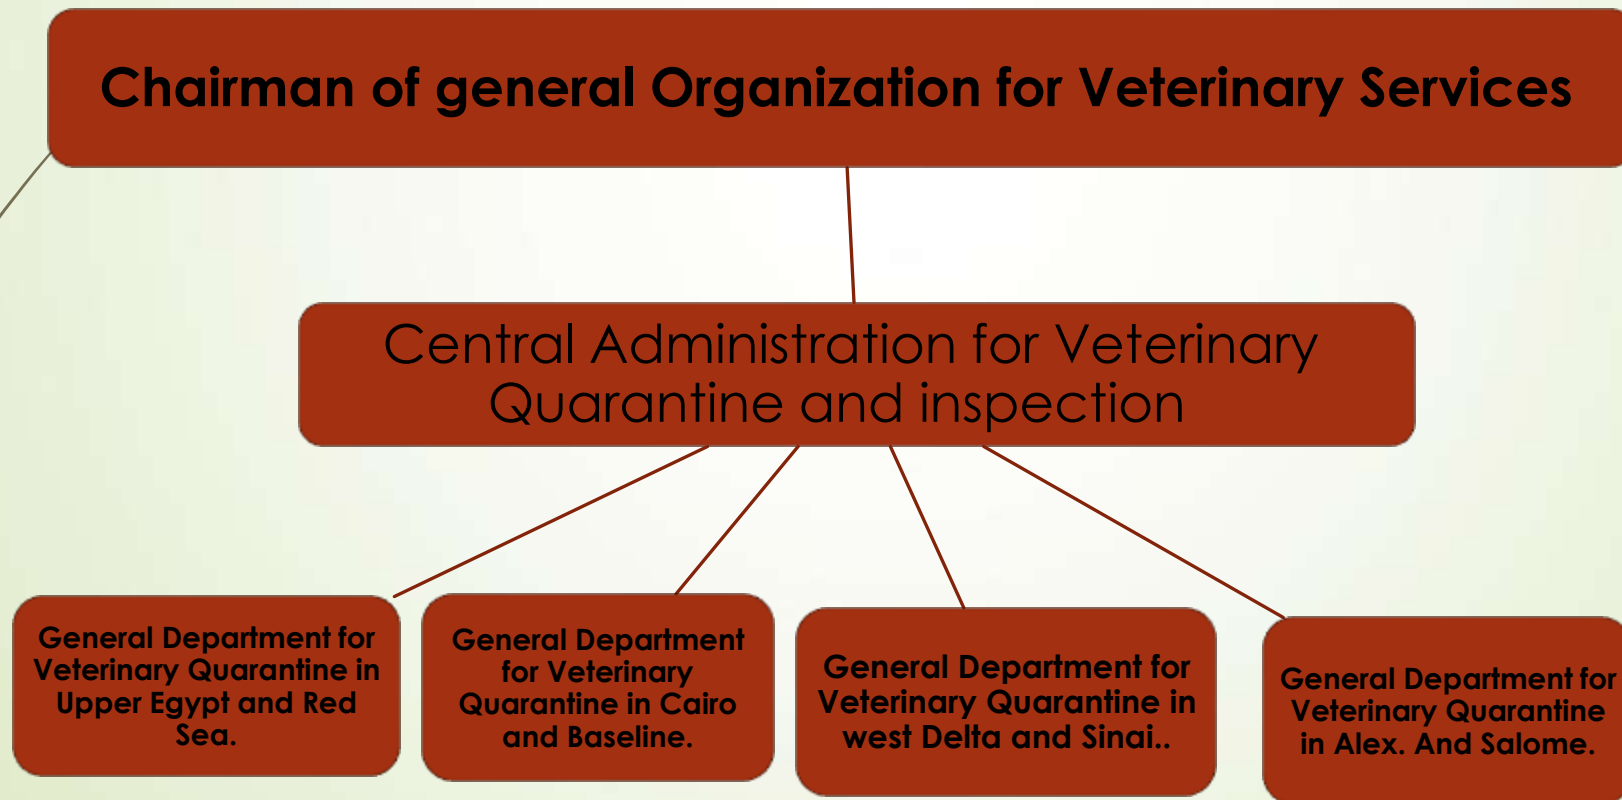 Chairman of general Organization for Veterinary Services
Central Administration for Veterinary
Quarantine and inspection
General Department for
Veterinary Quarantine in
Upper Egypt and Red
Sea.
General Department
for Veterinary
Quarantine in Cairo
and Baseline.
General Department for
Veterinary Quarantine in
west Delta and Sinai..
General Department for
Veterinary Quarantine
in Alex. And Salome.